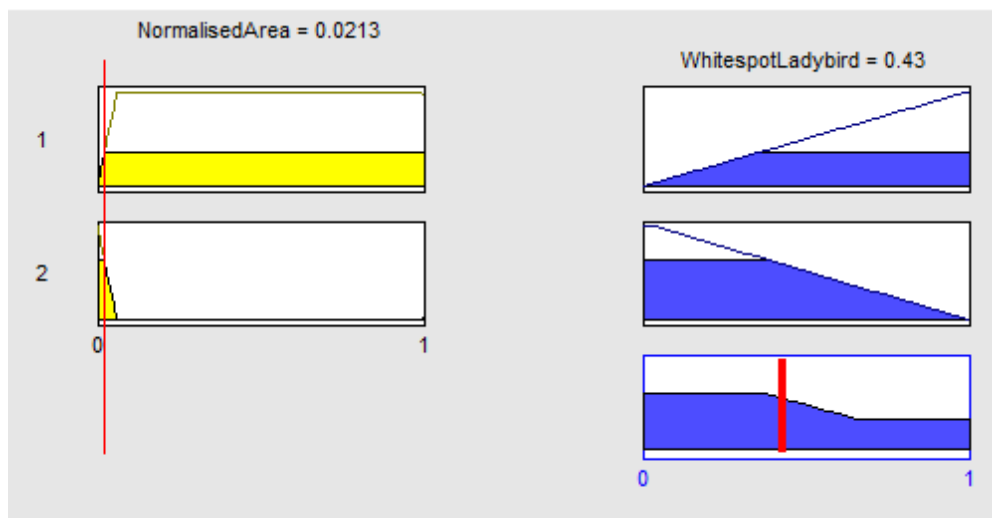 NormalisedArea = 0.0213
WhitespotLadybird = 0.43
1
2
0 1
0 1